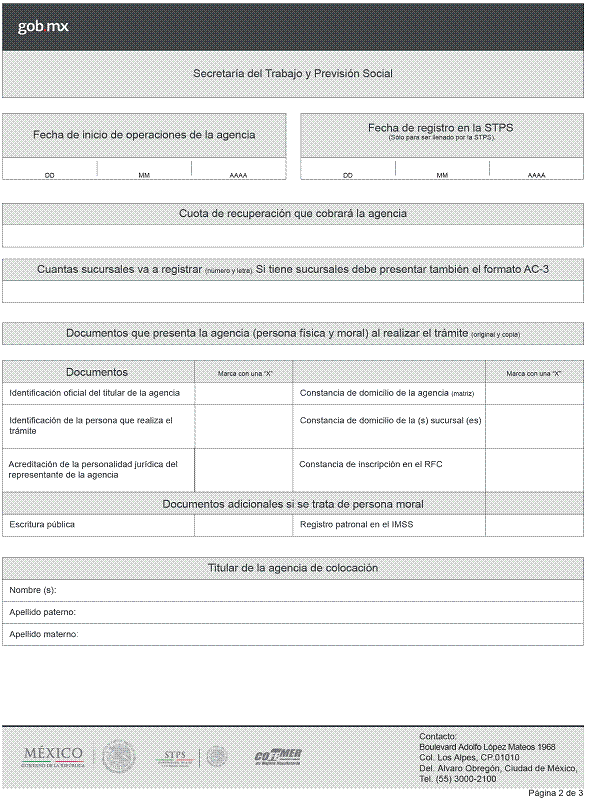 gob.mx
Secretaría del Trabajo y Previsión Social
Fecha de inicio de operaciones de la agencia
DD MM AAAA
Fecha de registro en la STPS
(Sólo para ser llenado por la STPS).
DD MM AAAA
Cuota de recuperación que cobrará la agencia
Cuantas sucursales va a registrar (número y letra). Si tiene sucursales debe presentar también el formato AC-3
Documentos que presenta la agencia (persona física y moral) al realizar el trámite (original y copia)
Documentos Marca con una "X" Marca con una "X"
Identificación oficial del titular de la agencia Constancia de domicilio de la agencia (matriz)
Identificación de la persona que realiza el
trámite
Constancia de domicilio de la (s) sucursal (es)
Acreditación de la personalidad jurídica del
representante de la agencia
Constancia de inscripción en el RFC
Documentos adicionales si se trata de persona moral
Escritura pública Registro patronal en el IMSS
Titular de la agencia de colocación
Nombre (s):
Apellido paterno:
Apellido materno:
MÉXICO
GOBIERNO DE LA REPÚBLICA
STPS
COFEMER
Contacto:
Boulevard Adolfo López Mateos 1968
Col. Los Alpes, CP.01010
Del. Alvaro Obregón, Ciudad de México,
Tel. (55) 3000-2100
Página 2 de 3